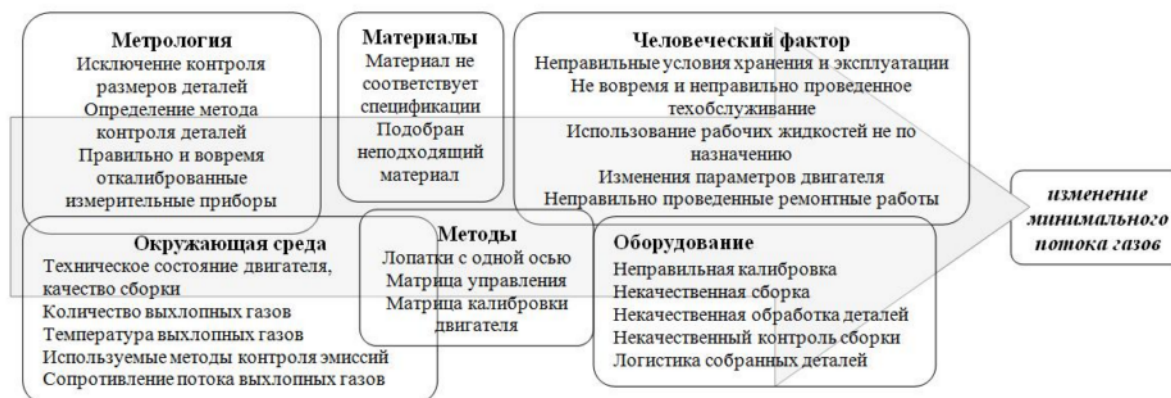 Метрология
Исключение контроля
размеров деталей
Определение метода
контроля деталей
Правильно и вовремя
откалиброванные
измерительные приборы
Материалы
Материал не
соответствует
спецификации
Подобран
неподходящий
материал
Человеческий фактор
Неправильные условия хранения и эксплуатации
Не вовремя и неправильно проведенное
техобслуживание
Использование рабочих жидкостей не по
назначению
Изменения параметров двигателя
Неправильно проведенные ремонтные работы
изменение
минимального
потока газов
Окружающая среда
Техническое состояние двигателя,
качество сборки
Количество выхлопных газов
Температура выхлопных газов
Используемые методы контроля эмиссий
Сопротивление потока выхлопных газов
Методы
Лопатки с одной осью
Матрица управления
Матрица калибровки
двигателя
Оборудование
Неправильная калибровка
Некачественная сборка
Некачественная обработка деталей
Некачественный контроль сборки
Логистика собранных деталей